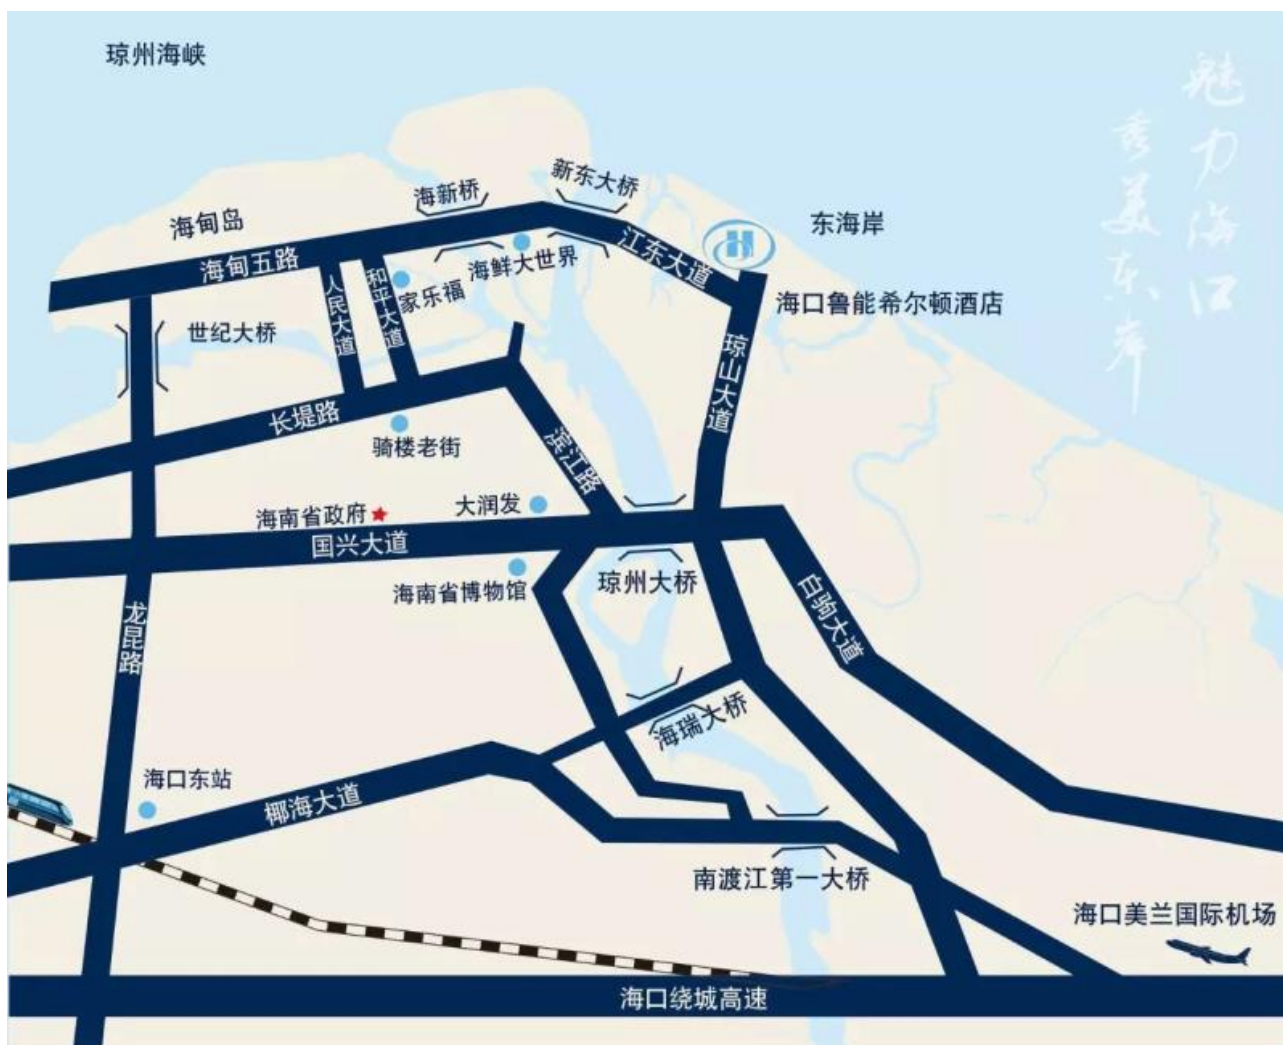 琼州海峡
魅力海口
秀美东岸
新东大桥
海新桥
海甸岛
东海岸
江东大道
海甸五路
海鲜大世界
人民大道
和平大道
家乐福
海口鲁能希尔顿酒店
世纪大桥
琼山大道
长堤路
骑楼老街
滨江路
大润发
海南省政府
国兴大道
海南省博物馆
琼州大桥
白驹大道
龙昆路
海瑞大桥
海口东站
椰海大道
南渡江第一大桥
海口美兰国际机场
海口绕城高速